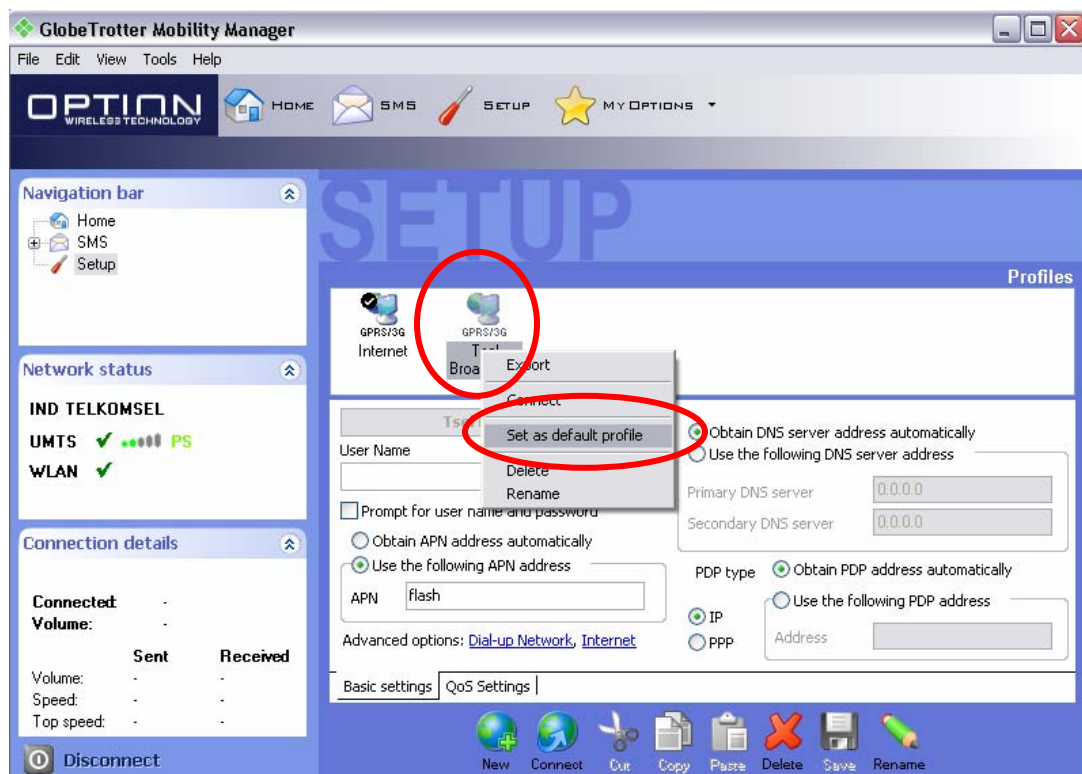 GlobeTrotter Mobility Manager
File Edit View Tools Help
OPTION
WIRELESS TECHNOLOGY
HOME
SMS
SETUP
MY OPTIONS
SETUP
Navigation bar
Home
SMS
Setup
Profiles
GPRS/3G
Internet
GPRS/3G
Network status
IND TELKOMSEL
UMTS PS
WLAN
Export
Connect
Set as default profile
Delete
Rename
User Name
Prompt for user name and password
Obtain APN address automatically
Use the following APN address
APN flash
Advanced options: Dial-up Network, Internet
Obtain DNS server address automatically
Use the following DNS server address
Primary DNS server 0.0.0.0
Secondary DNS server 0.0.0.0
PDP type
IP
PPP
Obtain PDP address automatically
Use the following PDP address
Address
Basic settings QoS Settings
Connection details
Connected: -
Volume: -
Sent Received
Volume: - -
Speed: - -
Top speed: - -
Disconnect
New Connect Cut Copy Paste Delete Save Rename